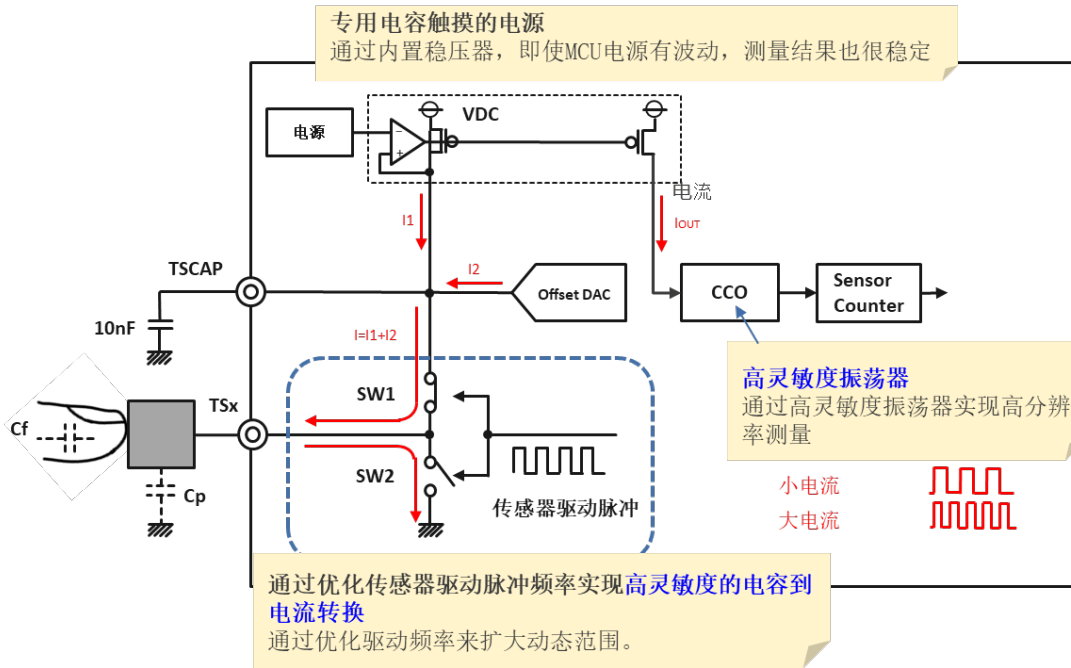 专用电容触摸的电源
通过内置稳压器，即使MCU电源有波动，测量结果也很稳定
电源
VDC
−
+
电流
I1
IOUT
TSCAP
I2
Offset DAC
CCO
Sensor
Counter
10nF
I=I1+I2
高灵敏度振荡器
通过高灵敏度振荡器实现高分辨
率测量
TSx
SW1
Cf
SW2
Cp
传感器驱动脉冲
小电流
大电流
通过优化传感器驱动脉冲频率实现高灵敏度的电容到
电流转换
通过优化驱动频率来扩大动态范围。